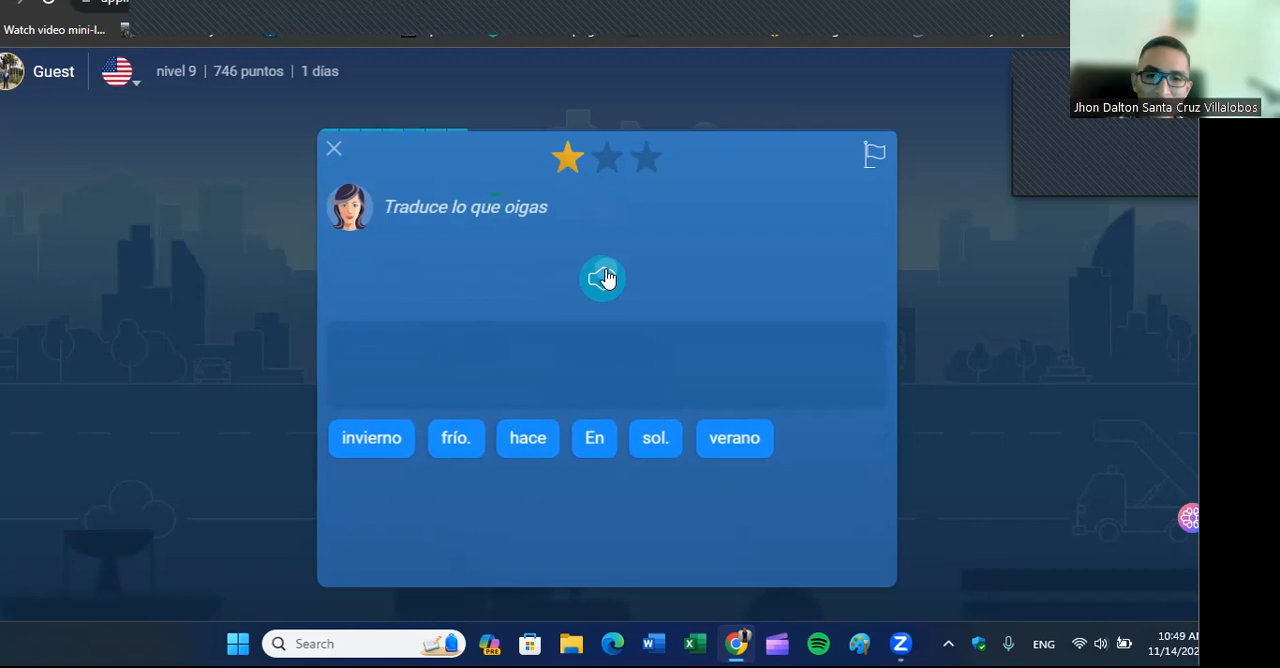 Watch video mini-l...
Guest
nivel 9 | 746 puntos | 1 días
Jhon Dalton Santa Cruz Villalobos
Traduce lo que oigas
invierno frío. hace En sol. verano
Search
PRE
ENG
10:49
11/14/202